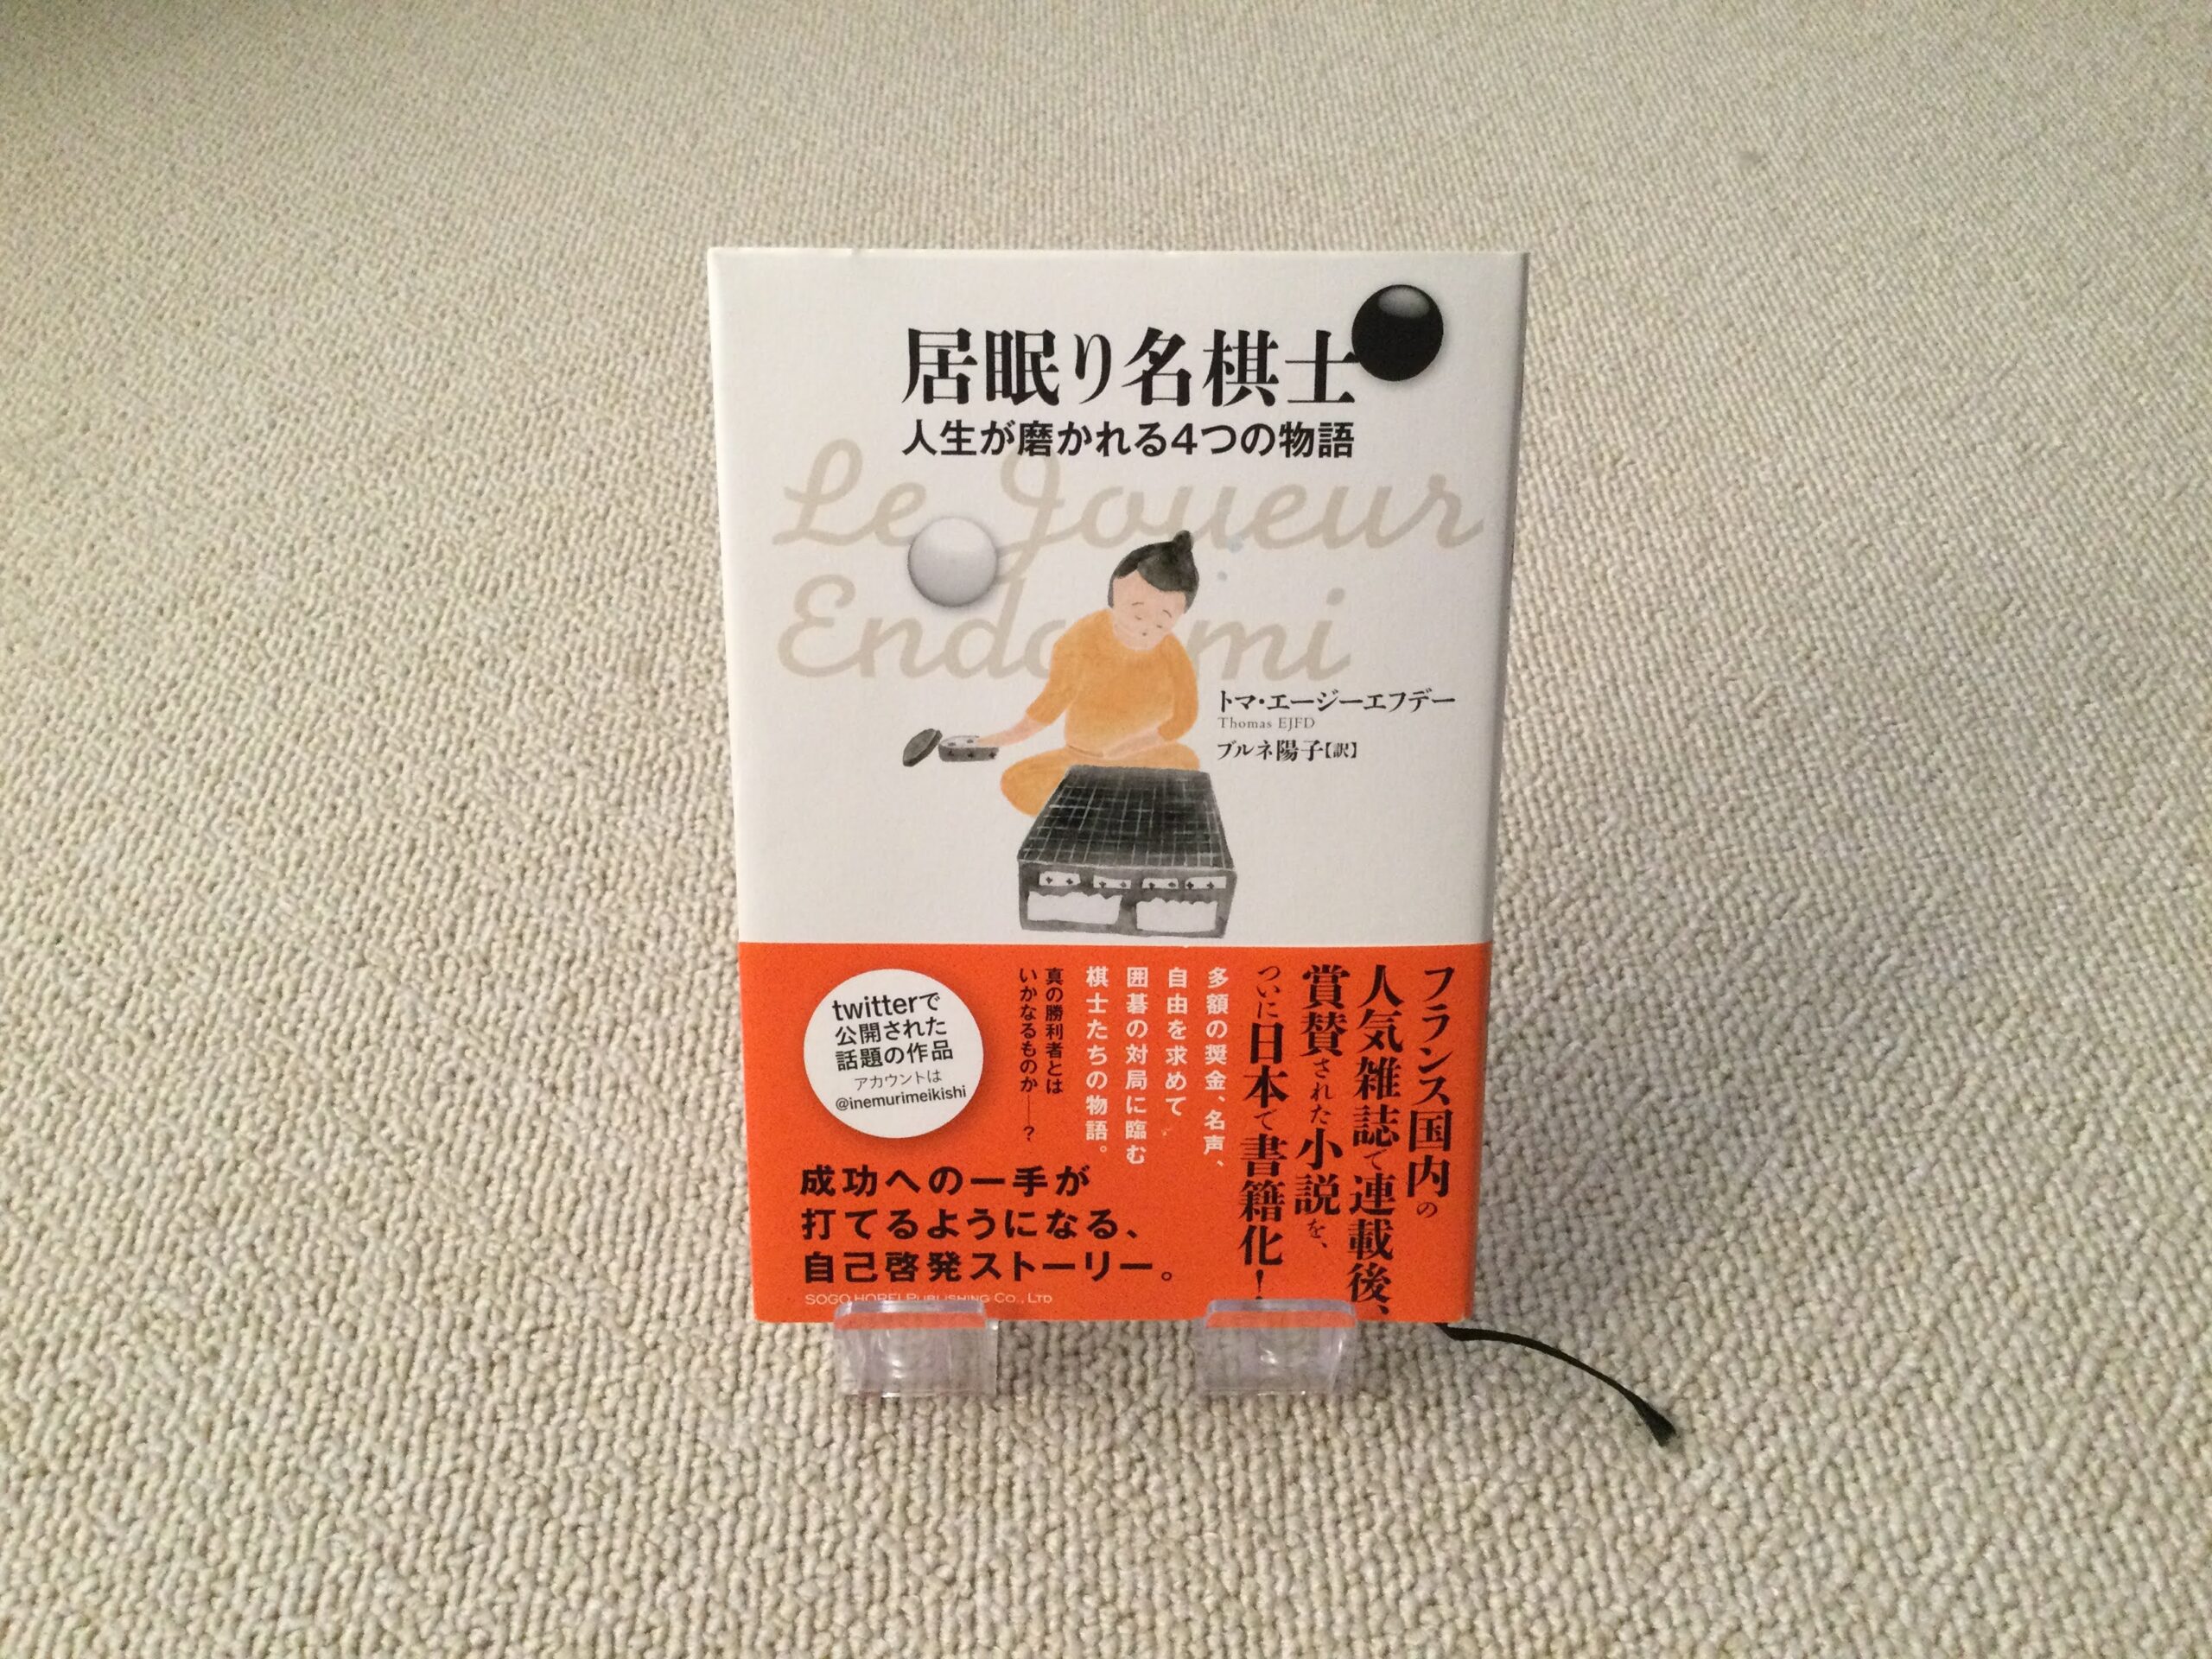 居眠り名棋士
人生が磨かれる4つの物語
Le Joueur
Endormi
トマ・エージーエフデー
Thomas EJFD
ブルネ陽子【訳】
フランス国内の
人気雑誌で連載後、
賞賛された小説を、
ついに日本で書籍化！
多額の奨金、名声、
自由を求めて
囲碁の対局に臨む
棋士たちの物語。
真の勝利者とは
いかなるものか――？
twitterで
公開された
話題の作品
アカウントは
@inemurimeikishi
成功への一手が
打てるようになる、
自己啓発ストーリー。
SOGO HOREI PUBLISHING CO., LTD